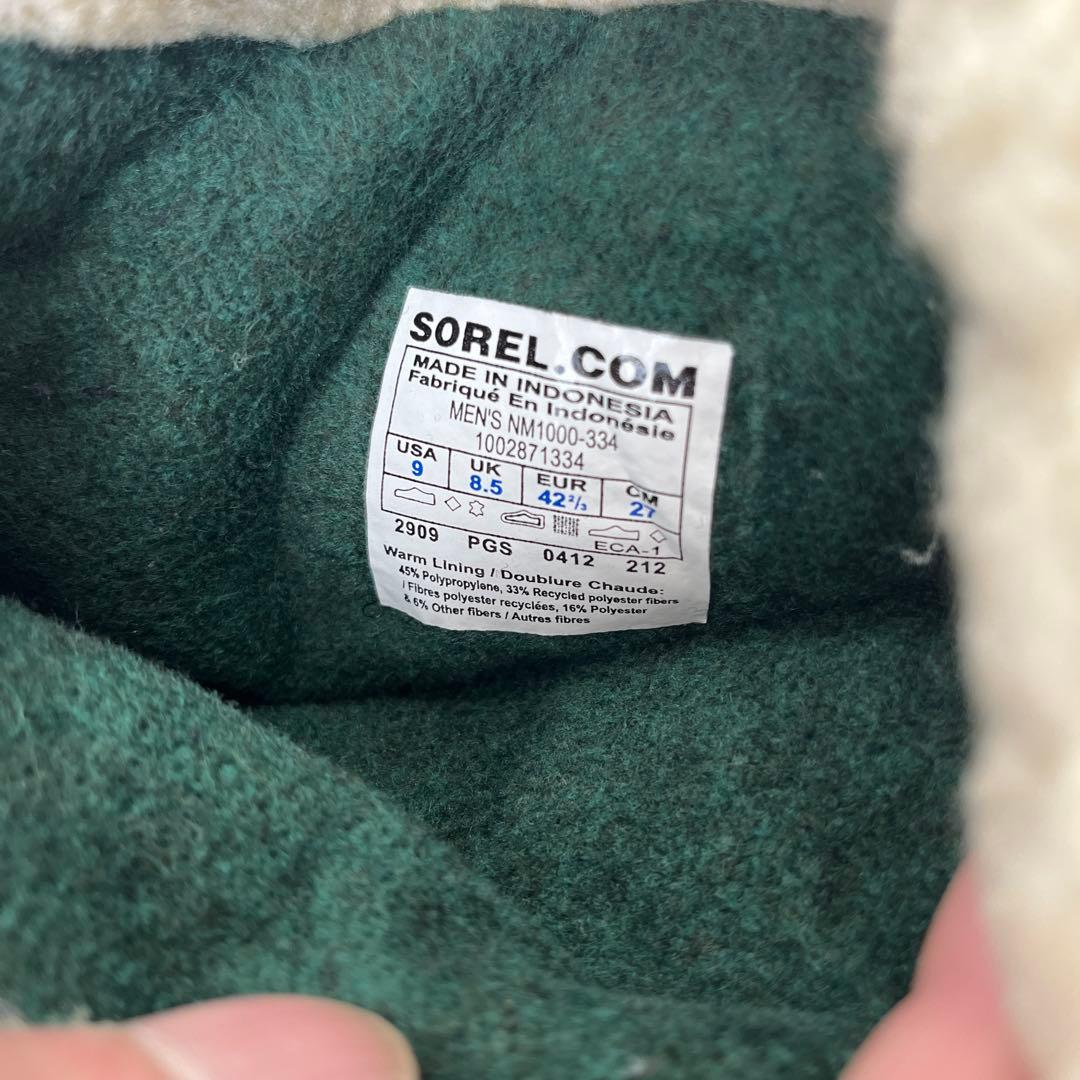 SOREL.COM
MADE IN INDONESIA
Fabriqué En Indonésie
MEN'S NM1000-334
1002871334
USA UK EUR CM
9 8.5 42²/₃ 27
ECA-1
2909 PGS 0412 212
Warm Lining / Doublure Chaude:
45% Polypropylene, 33% Recycled polyester fibers
/ Fibres polyester recyclées, 16% Polyester
& 6% Other fibers / Autres fibres